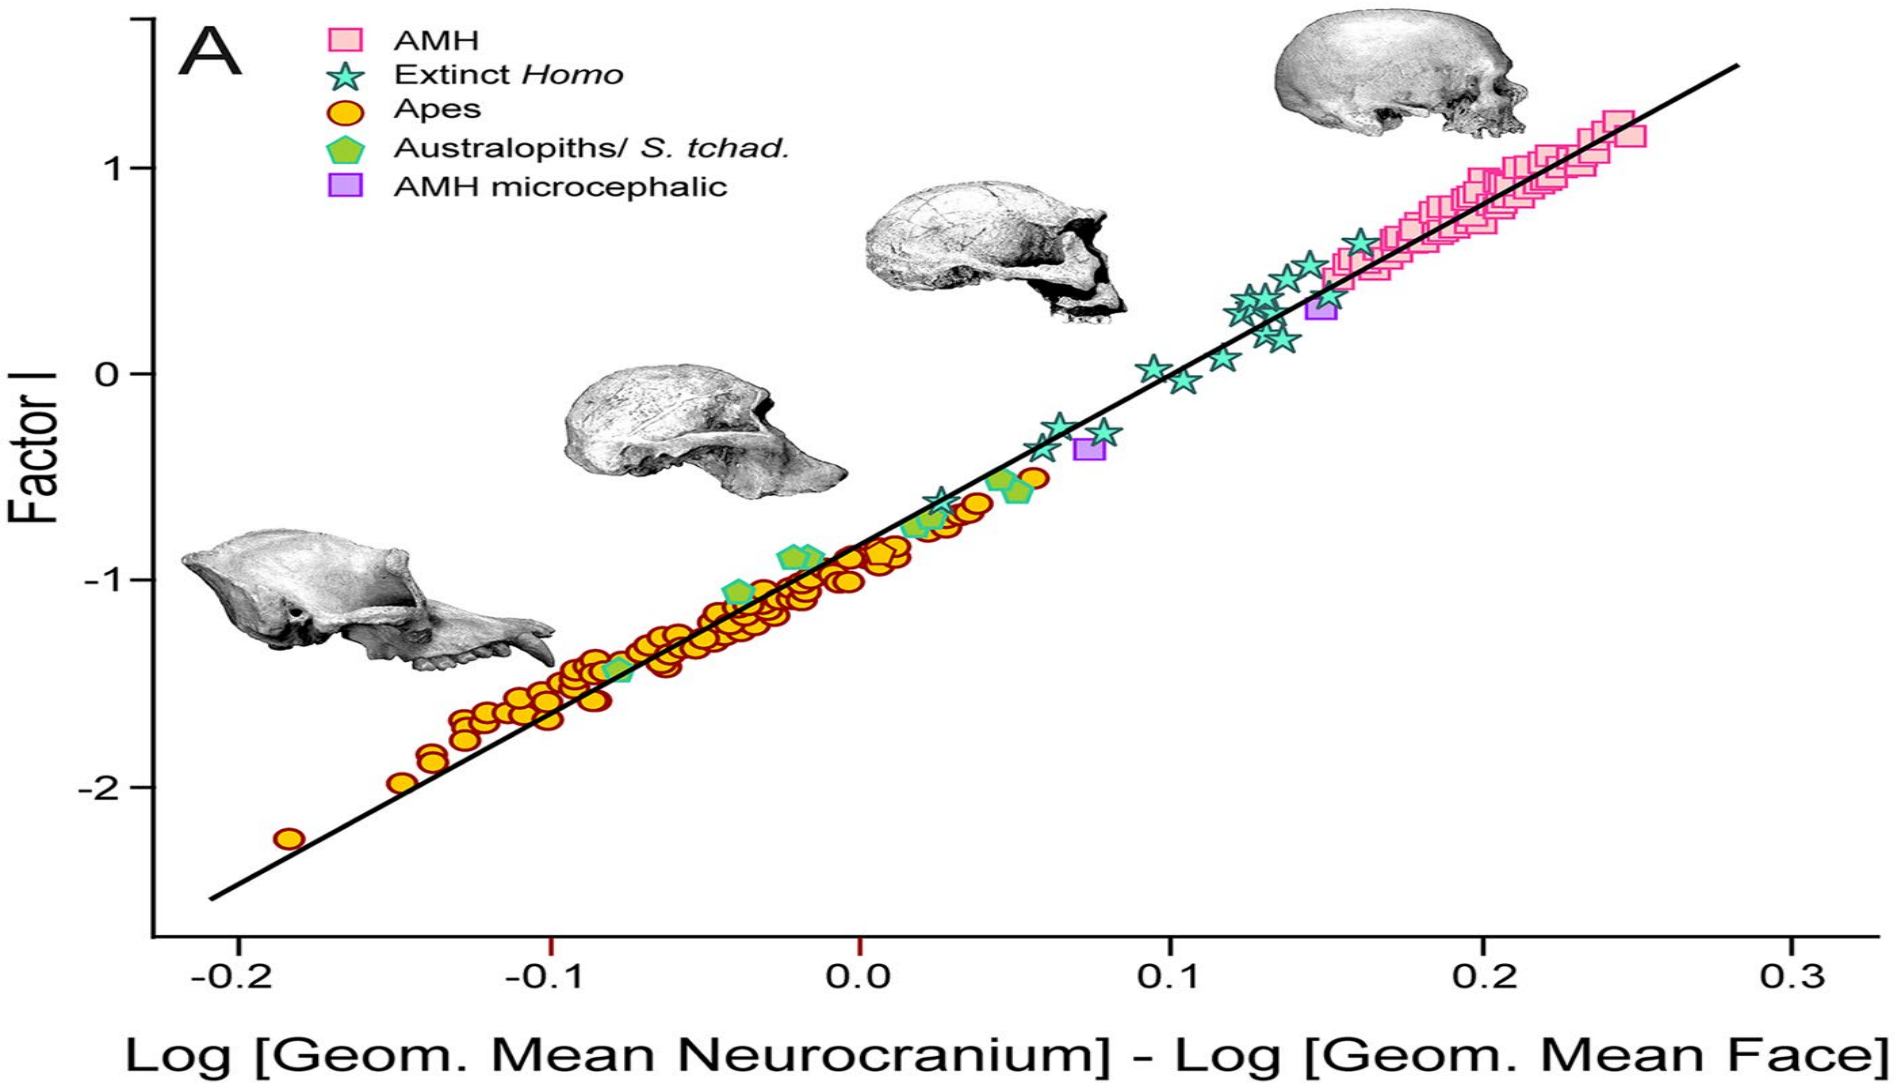 A
AMH
Extinct Homo
Apes
Australopiths/ S. tchad.
AMH microcephalic
1
0
-1
-2
Factor I
-0.2
-0.1
0.0
0.1
0.2
0.3
Log [Geom. Mean Neurocranium] - Log [Geom. Mean Face]